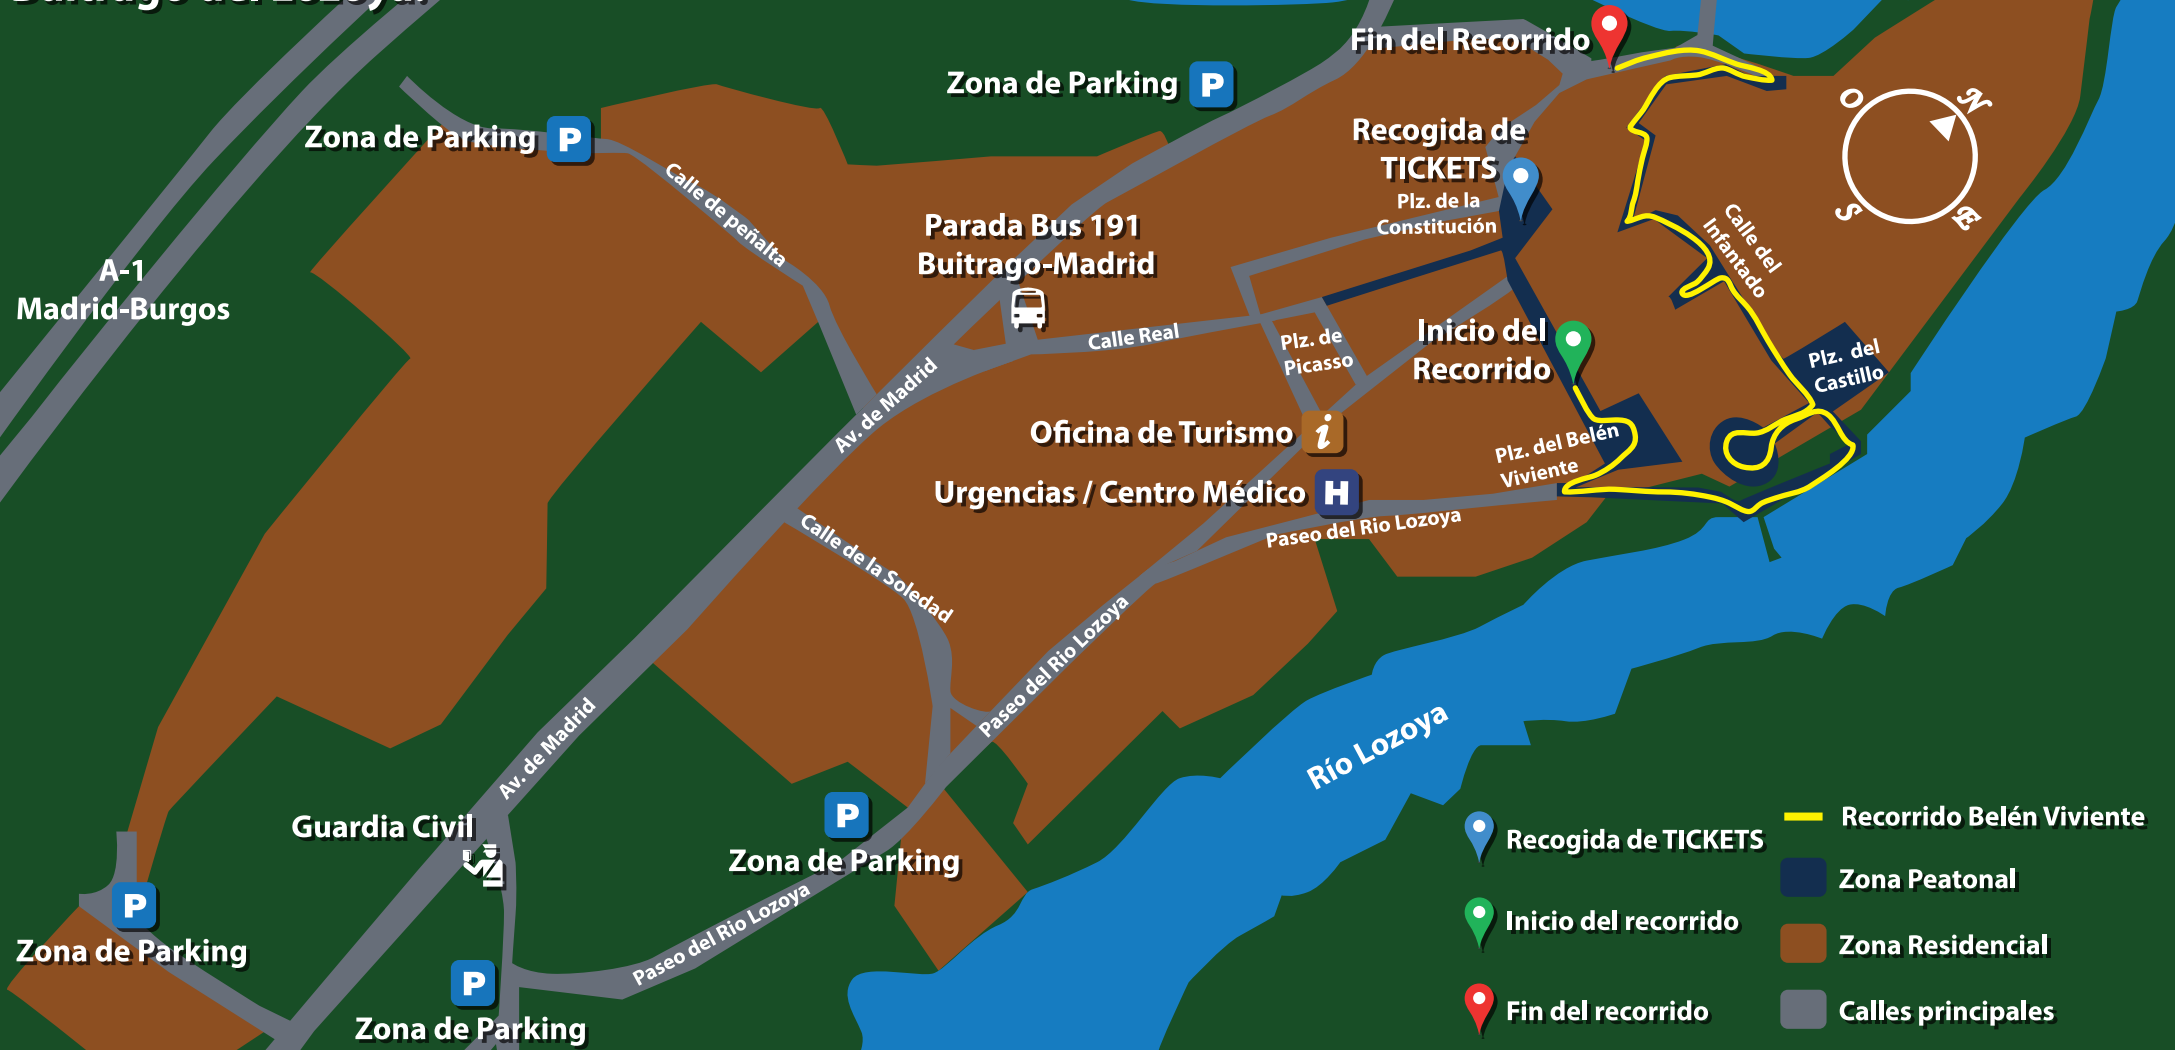 Buitrago del Lozoya.
Fin del Recorrido
Zona de Parking
P
Zona de Parking
P
Recogida de
TICKETS
Plz. de la
Constitución
O
N
S
E
Calle de peñalta
Parada Bus 191
Buitrago-Madrid
A-1
Madrid-Burgos
Calle del
Infantado
Calle Real
Plz. de
Picasso
Inicio del
Recorrido
Plz. del
Castillo
Av. de Madrid
Oficina de Turismo
i
Plz. del Belén
Viviente
Urgencias / Centro Médico
H
Paseo del Rio Lozoya
Calle de la Soledad
Paseo del Rio Lozoya
Av. de Madrid
Río Lozoya
Guardia Civil
P
Zona de Parking
Paseo del Rio Lozoya
P
Zona de Parking
P
Zona de Parking
Recogida de TICKETS
Inicio del recorrido
Fin del recorrido
Recorrido Belén Viviente
Zona Peatonal
Zona Residencial
Calles principales